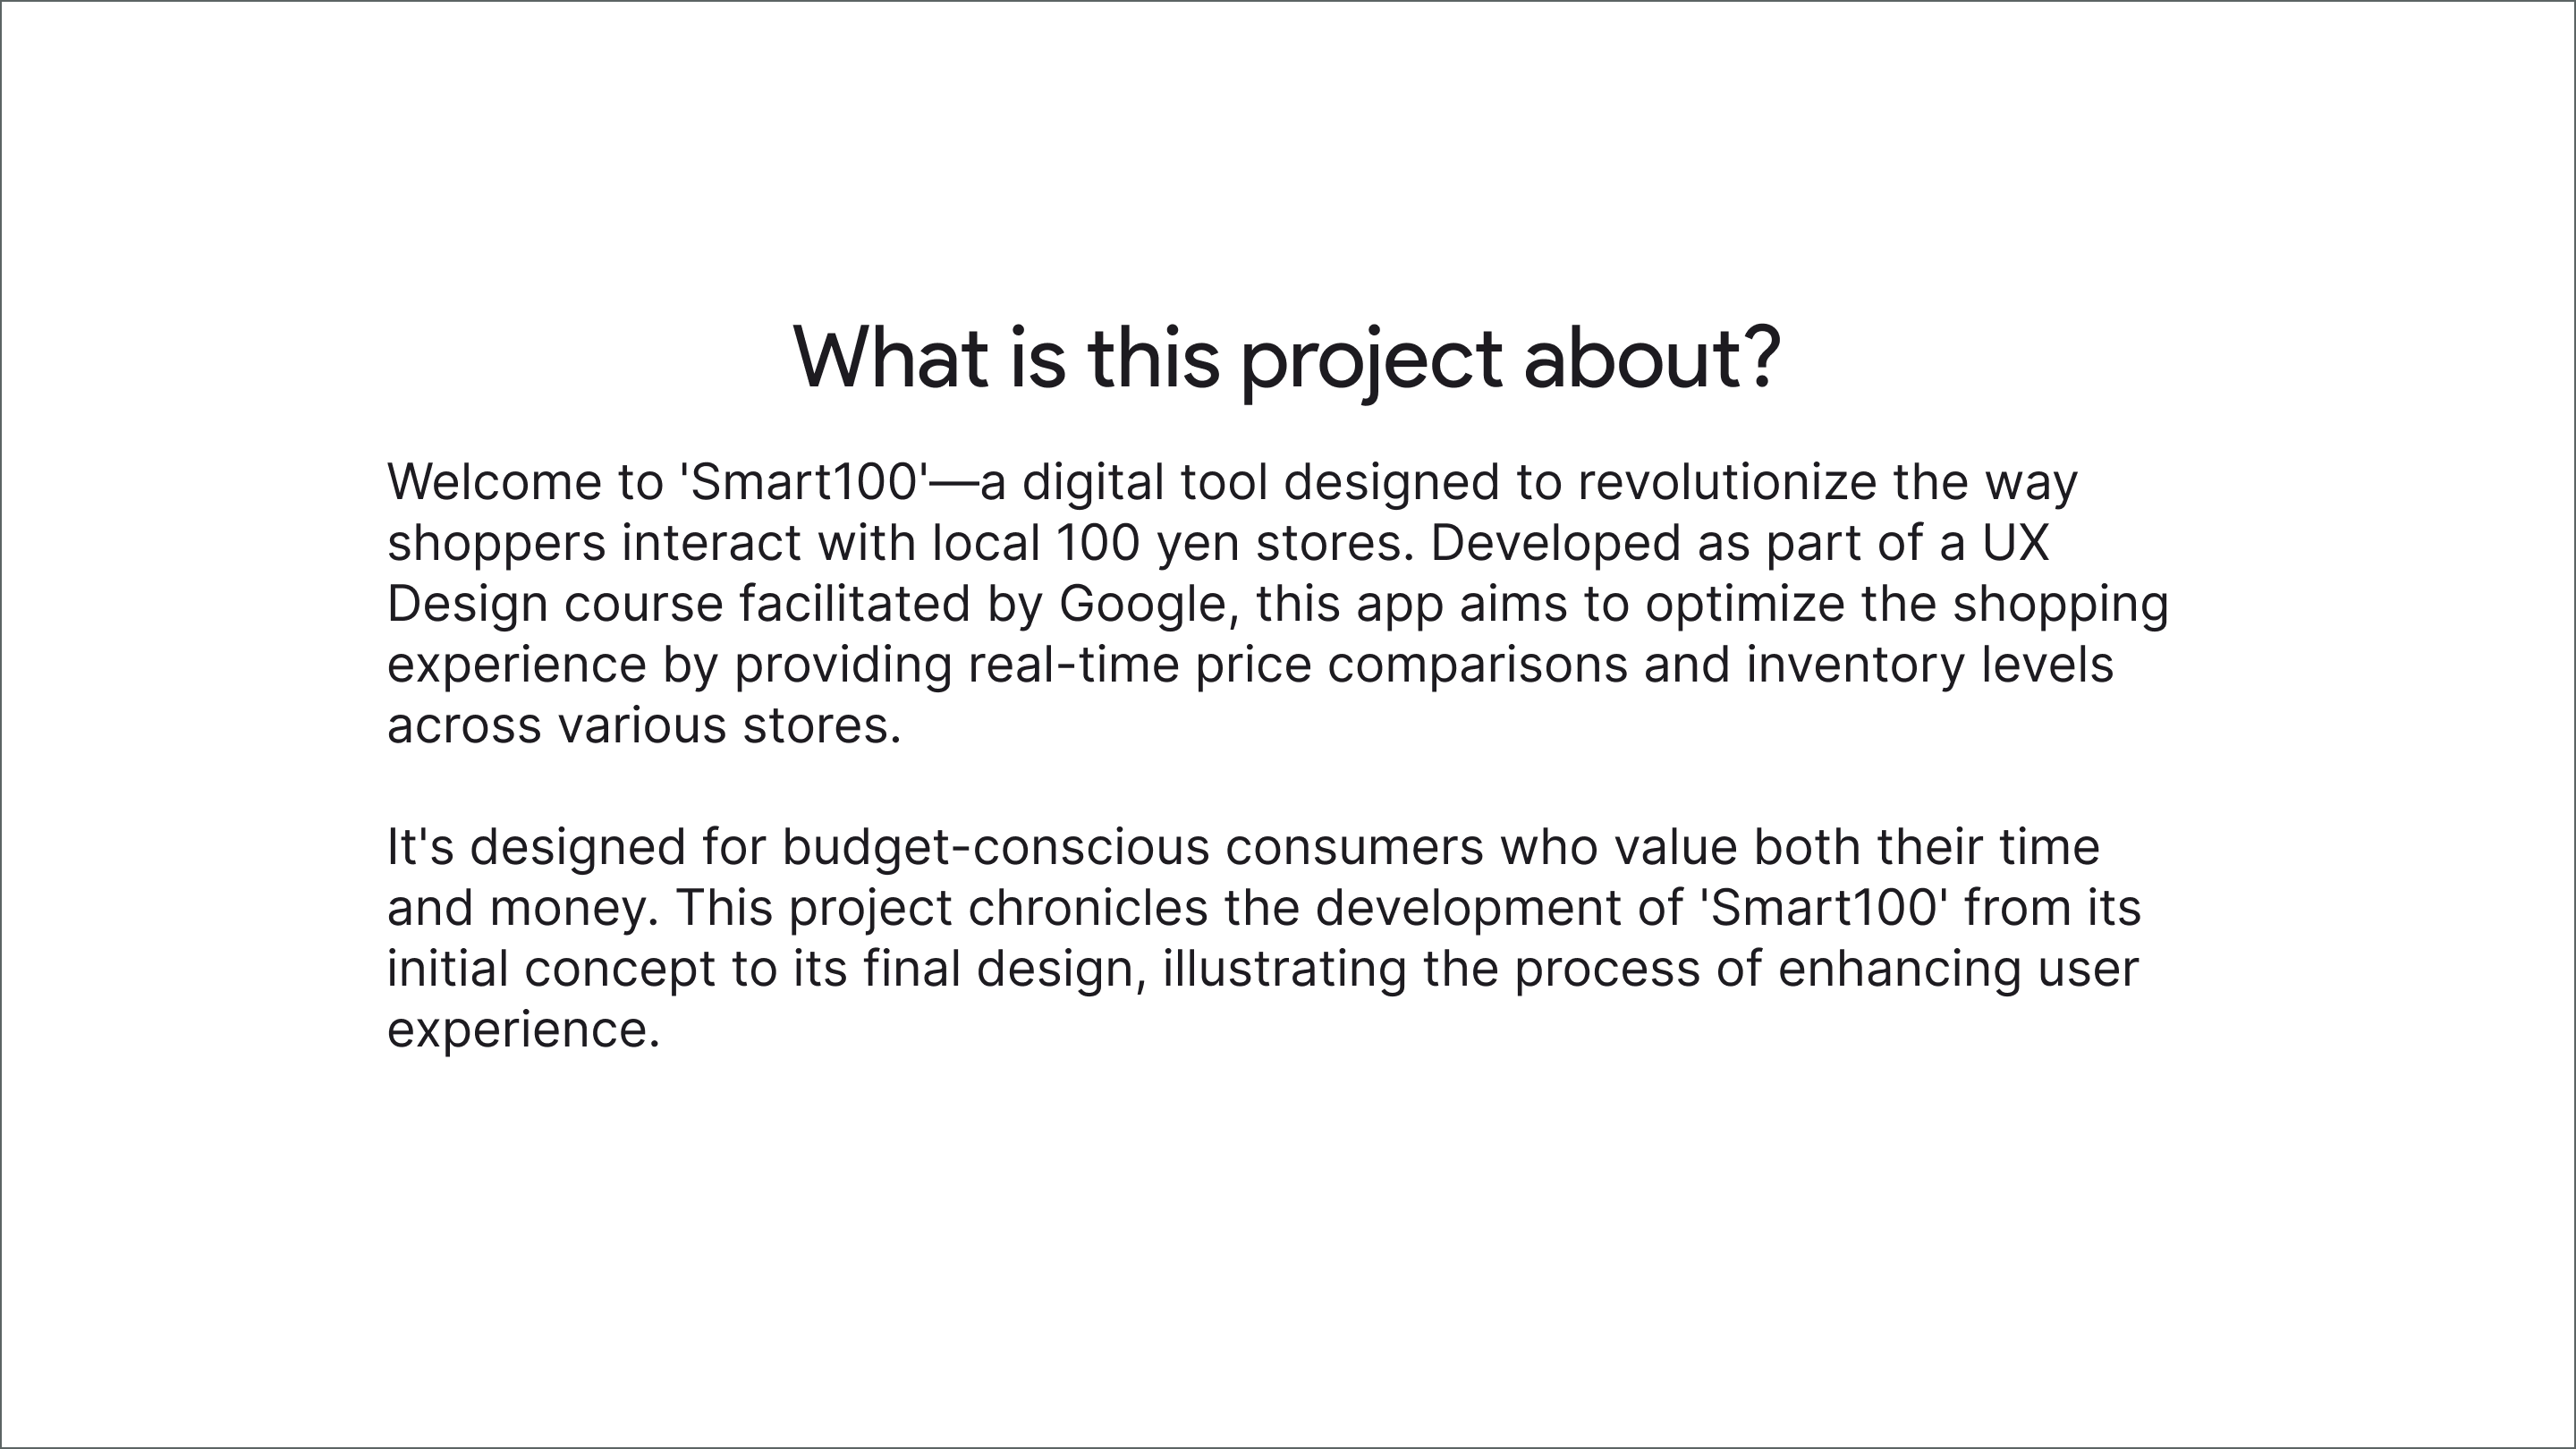 What is this project about?
Welcome to 'Smart100'—a digital tool designed to revolutionize the way
shoppers interact with local 100 yen stores. Developed as part of a UX
Design course facilitated by Google, this app aims to optimize the shopping
experience by providing real-time price comparisons and inventory levels
across various stores.
It's designed for budget-conscious consumers who value both their time
and money. This project chronicles the development of 'Smart100' from its
initial concept to its final design, illustrating the process of enhancing user
experience.